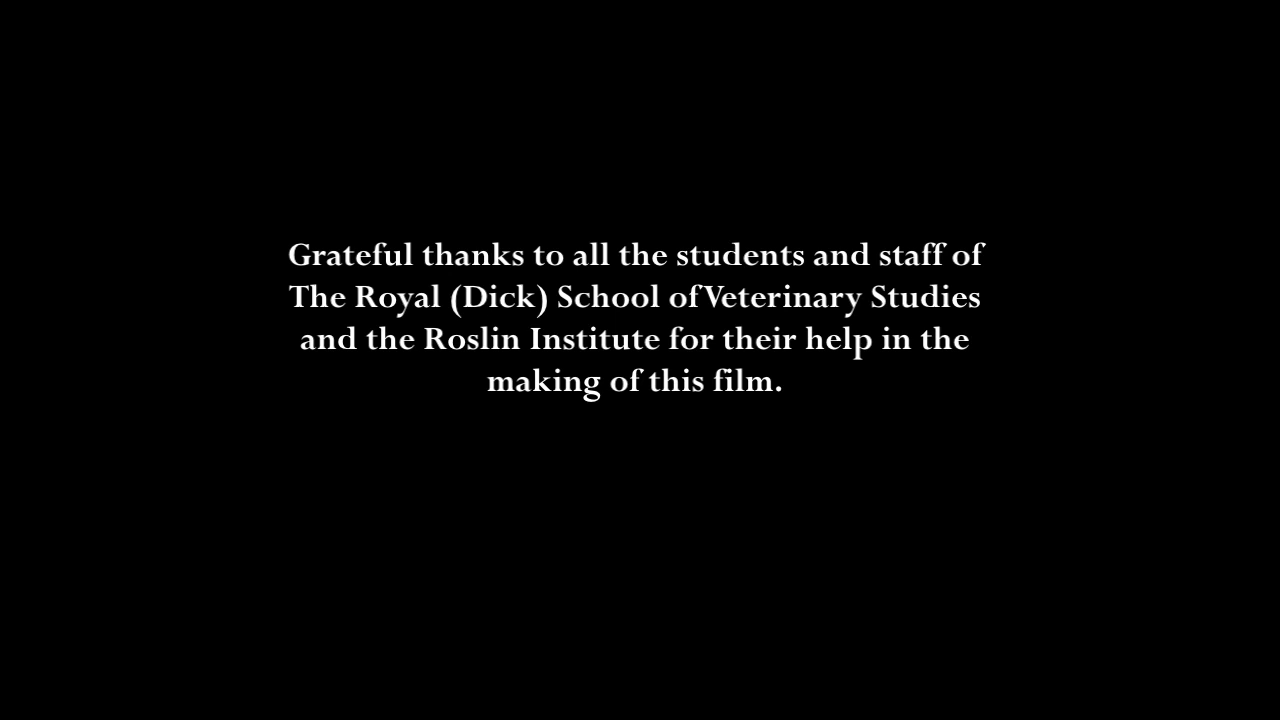 Grateful thanks to all the students and staff of
The Royal (Dick) School of Veterinary Studies
and the Roslin Institute for their help in the
making of this film.